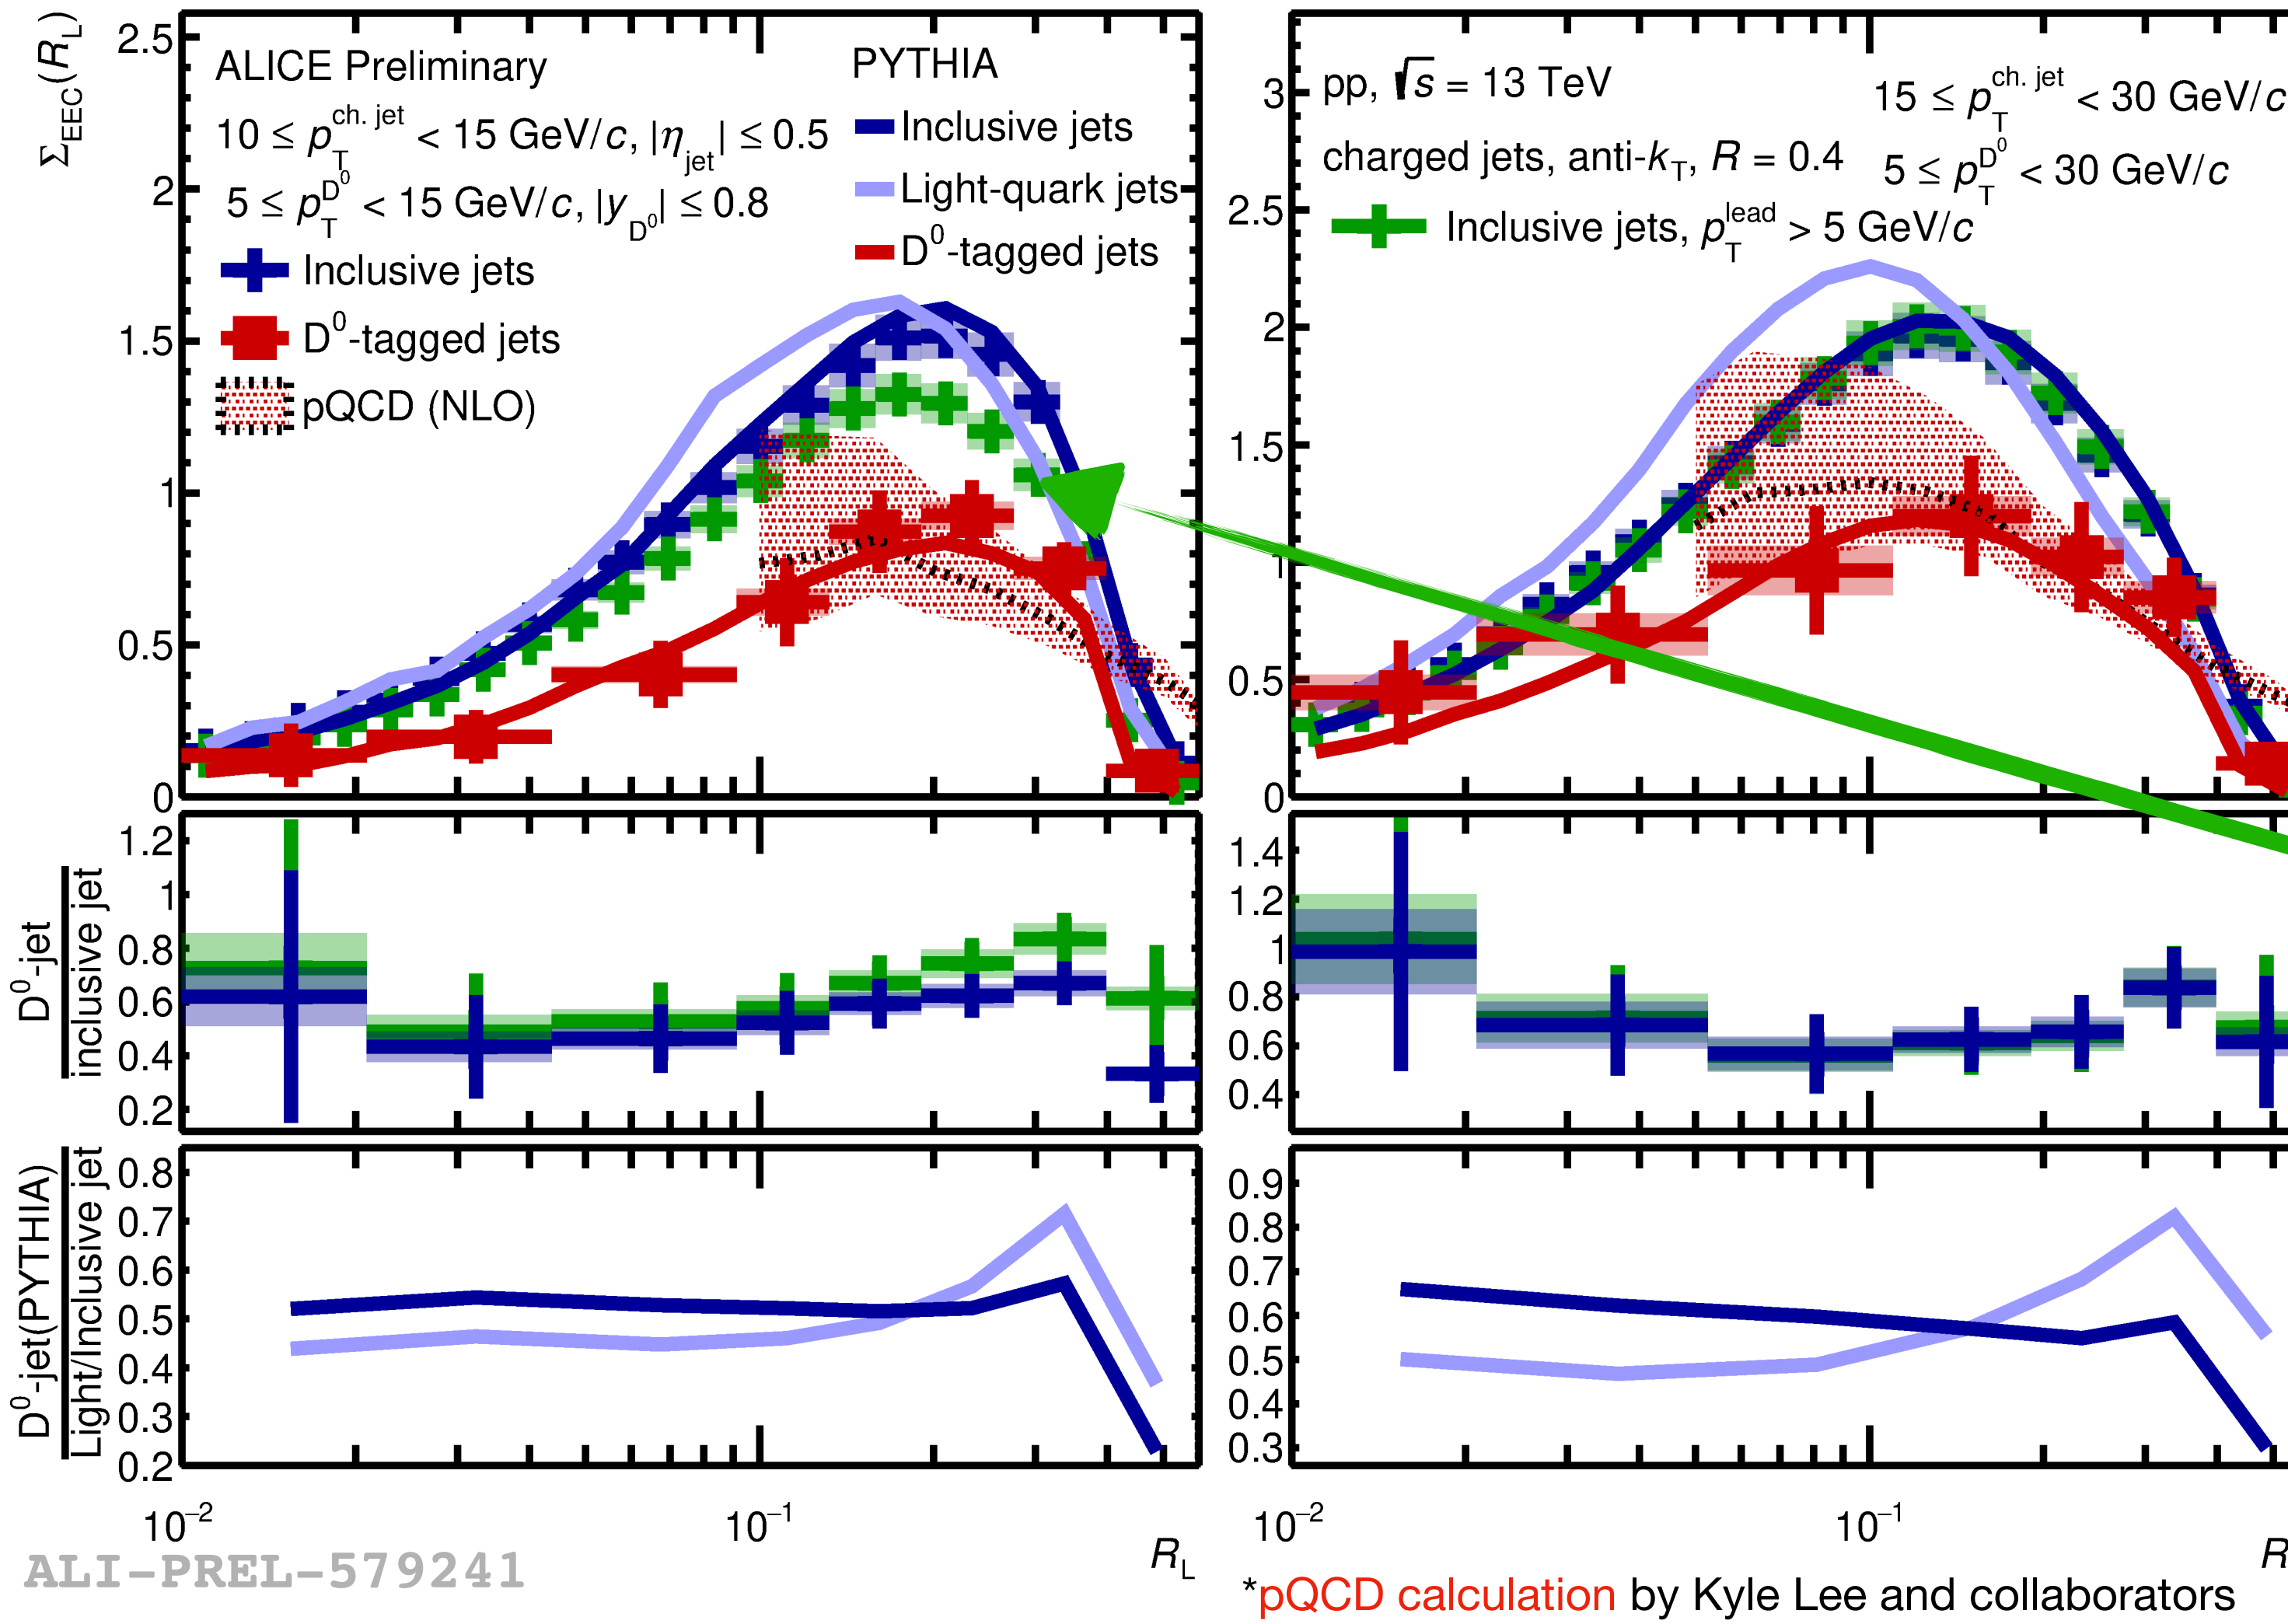 Σ_EEC(R_L)
2.5
2
1.5
1
0.5
0
ALICE Preliminary
10 ≤ p_T^ch. jet < 15 GeV/c, |η_jet| ≤ 0.5
5 ≤ p_T^D^0 < 15 GeV/c, |y_D^0| ≤ 0.8
Inclusive jets
D^0-tagged jets
pQCD (NLO)
PYTHIA
Inclusive jets
Light-quark jets
D^0-tagged jets
3
2.5
2
1.5
1
0.5
0
pp, √s = 13 TeV
15 ≤ p_T^ch. jet < 30 GeV/c
charged jets, anti-k_T, R = 0.4
5 ≤ p_T^D^0 < 30 GeV/c
Inclusive jets, p_T^lead > 5 GeV/c
D^0-jet
inclusive jet
1.2
1
0.8
0.6
0.4
0.2
1.4
1.2
1
0.8
0.6
0.4
D^0-jet(PYTHIA)
Light/Inclusive jet
0.8
0.7
0.6
0.5
0.4
0.3
0.2
0.9
0.8
0.7
0.6
0.5
0.4
0.3
10^−2
10^−1
R_L
10^−2
10^−1
R
ALI-PREL-579241
*pQCD calculation by Kyle Lee and collaborators